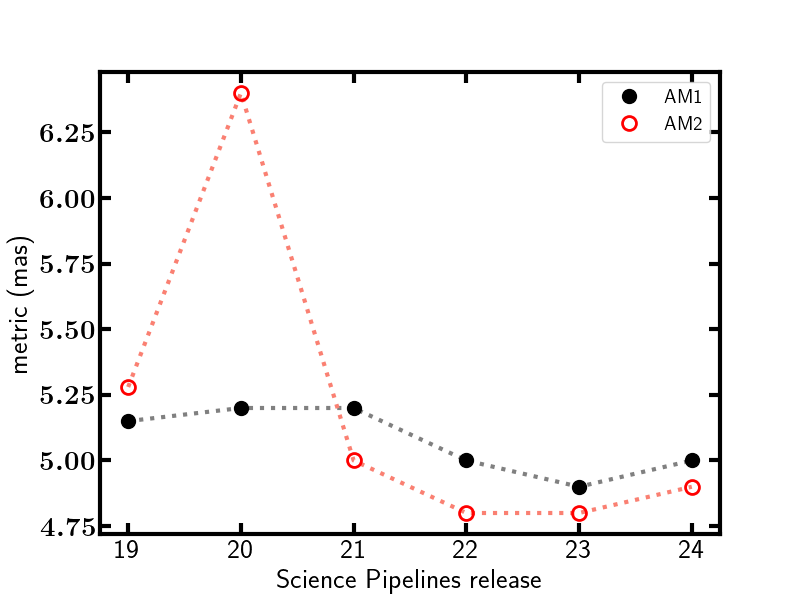 AM1
AM2
6.25
6.00
5.75
5.50
5.25
5.00
4.75
metric (mas)
19 20 21 22 23 24
Science Pipelines release